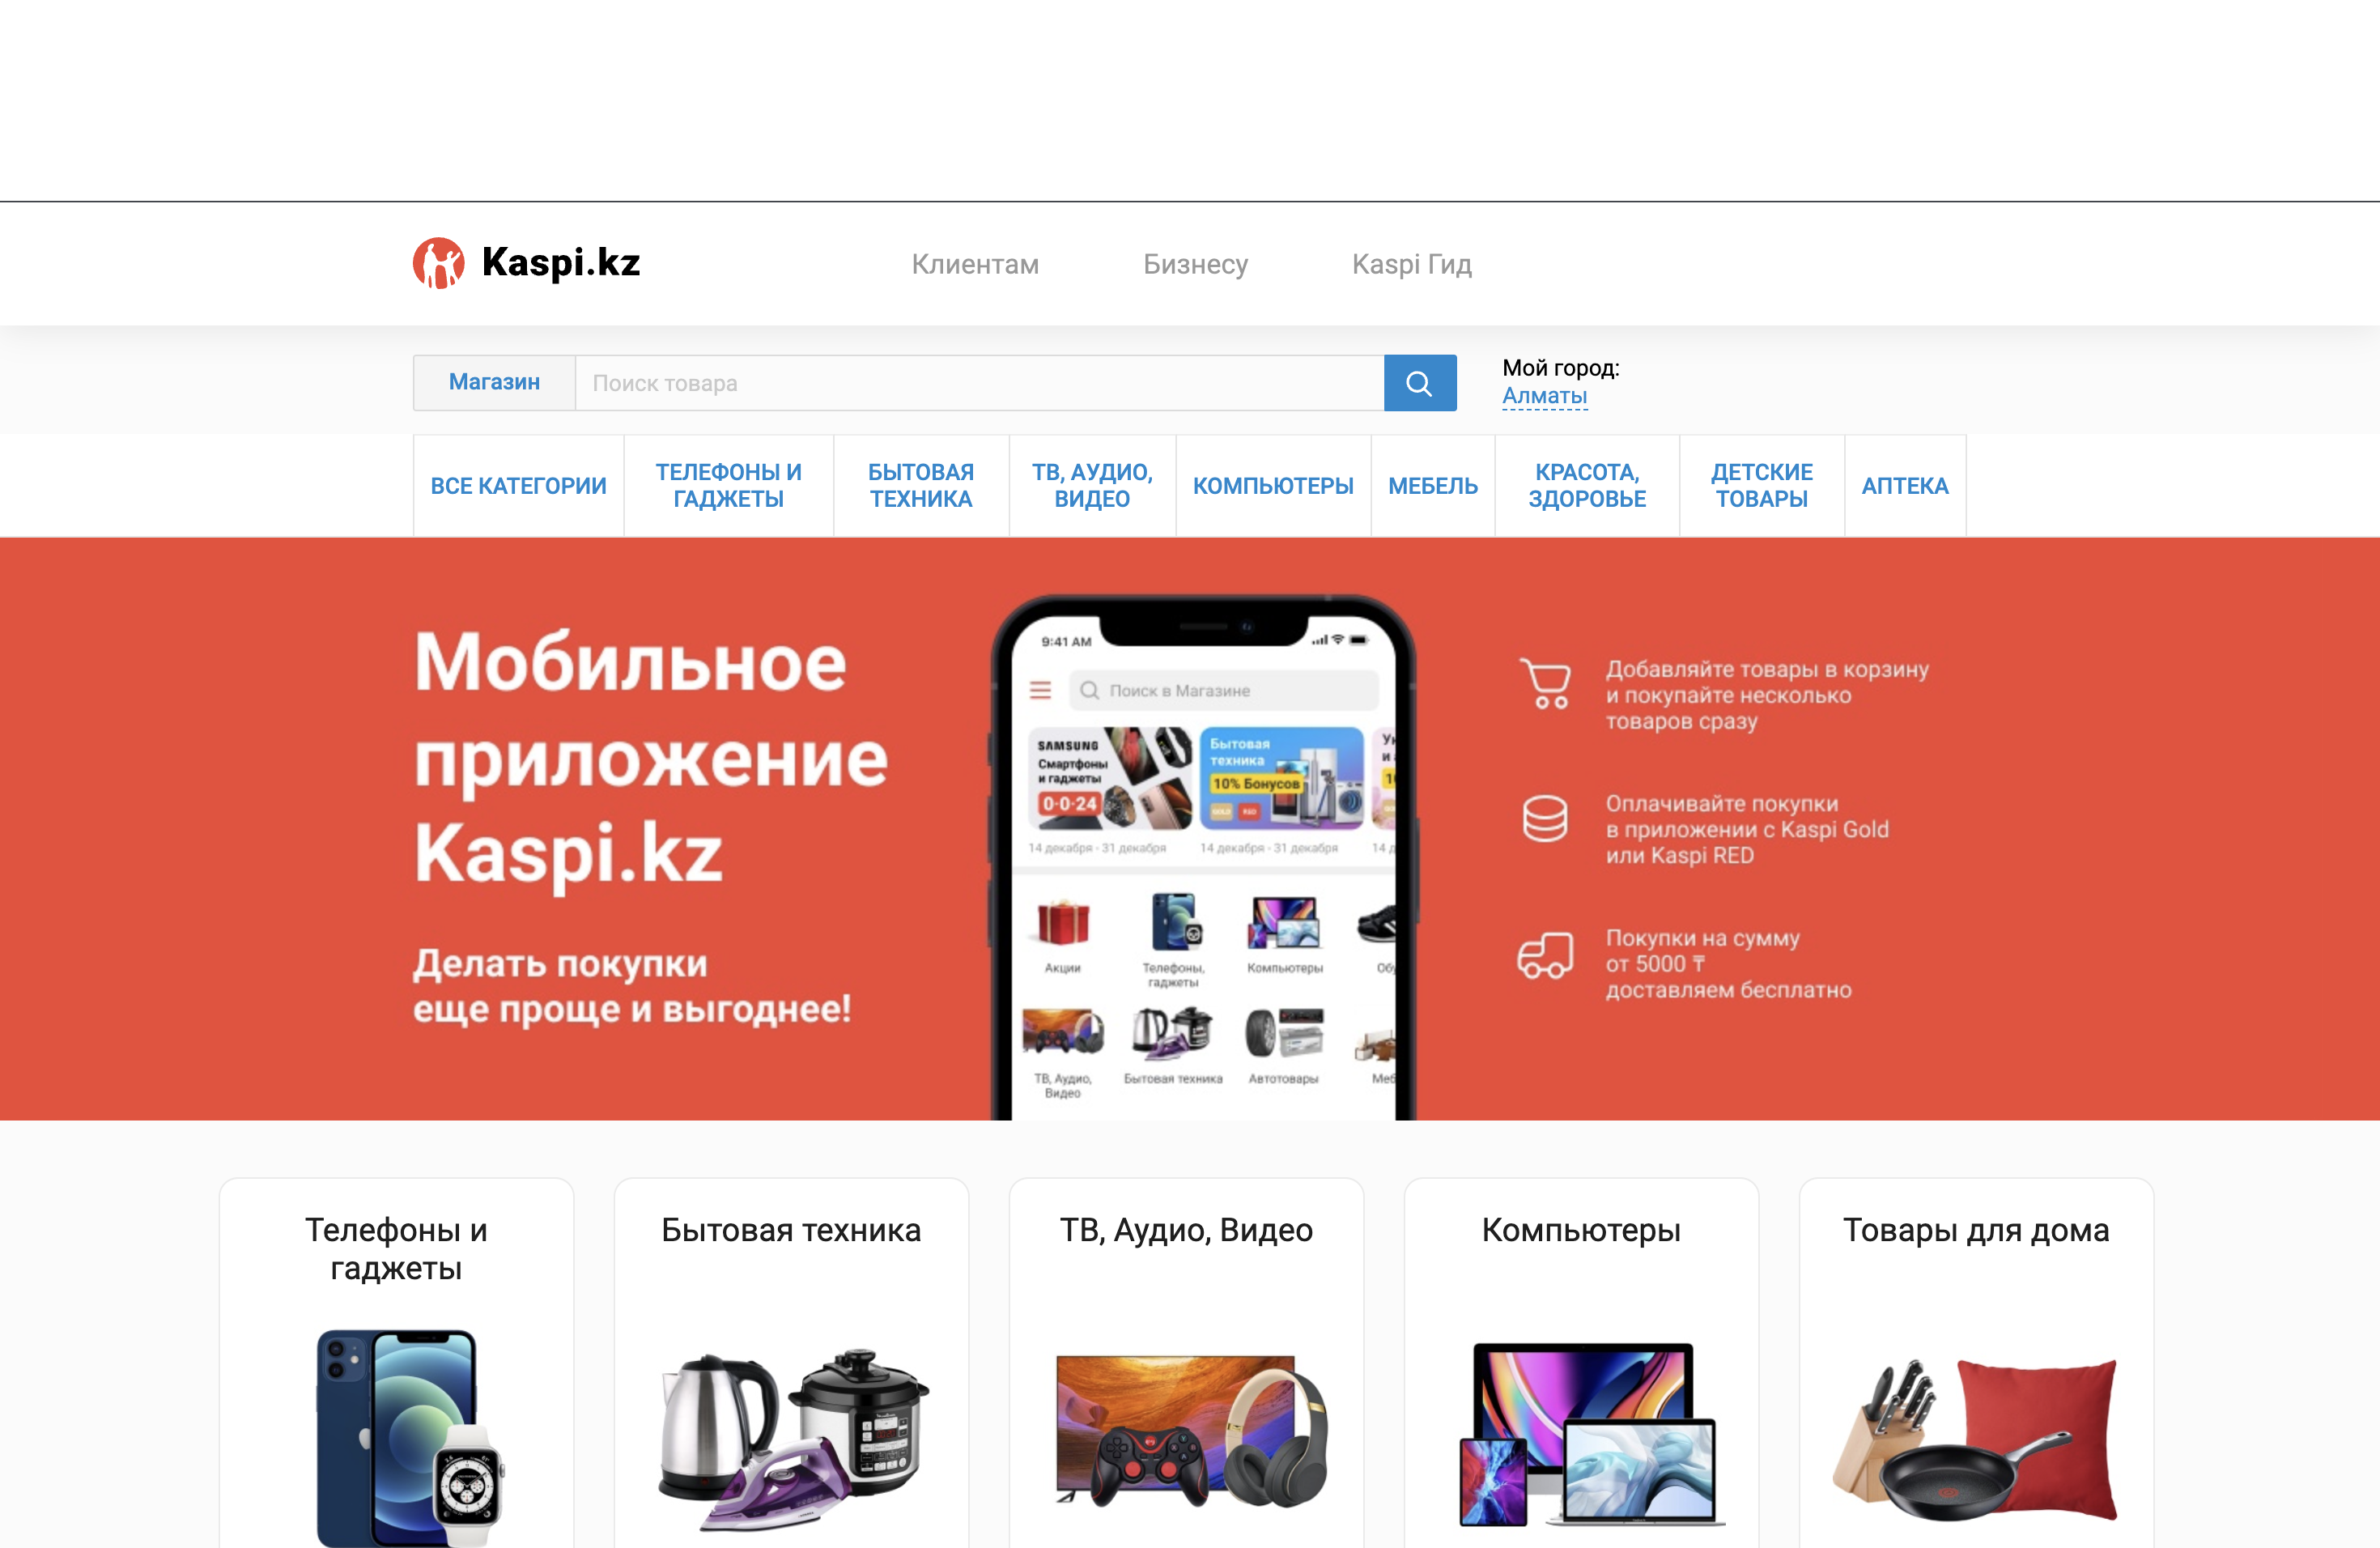 Kaspi.kz
Клиентам
Бизнесу
Kaspi Гид
Магазин
Поиск товара
Мой город:
Алматы
ВСЕ КАТЕГОРИИ
ТЕЛЕФОНЫ И
ГАДЖЕТЫ
БЫТОВАЯ
ТЕХНИКА
ТВ, АУДИО,
ВИДЕО
КОМПЬЮТЕРЫ
МЕБЕЛЬ
КРАСОТА,
ЗДОРОВЬЕ
ДЕТСКИЕ
ТОВАРЫ
АПТЕКА
Мобильное
приложение
Kaspi.kz
Делать покупки
еще проще и выгоднее!
9:41 AM
Поиск в Магазине
SAMSUNG
Смартфоны
и гаджеты
0-0-24
14 декабря - 31 декабря
Бытовая
техника
10% Бонусов
GOLD
RED
14 декабря - 31 декабря
14 д
Акции
Телефоны,
гаджеты
Компьютеры
ТВ, Аудио,
Видео
Бытовая техника
Автотовары
Меб
Добавляйте товары в корзину
и покупайте несколько
товаров сразу
Оплачивайте покупки
в приложении с Kaspi Gold
или Kaspi RED
Покупки на сумму
от 5000 ₸
доставляем бесплатно
Телефоны и
гаджеты
Бытовая техника
ТВ, Аудио, Видео
Компьютеры
Товары для дома